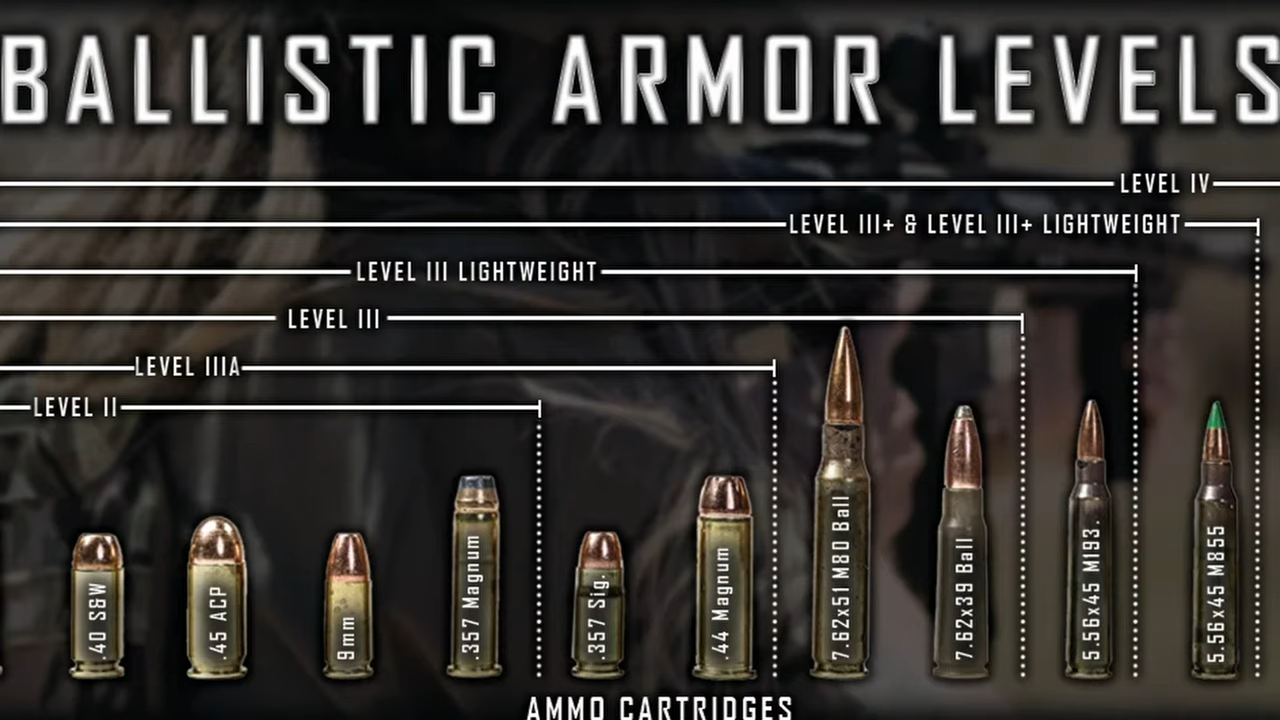 BALLISTIC ARMOR LEVELS
LEVEL IV
LEVEL III+ & LEVEL III+ LIGHTWEIGHT
LEVEL III LIGHTWEIGHT
LEVEL III
LEVEL IIIA
LEVEL II
.40 S&W
.45 ACP
9mm
.357 Magnum
.357 Sig.
.44 Magnum
7.62x51 M80 Ball
7.62x39 Ball
5.56x45 M193.
5.56x45 M855
AMMO CARTRIDGES